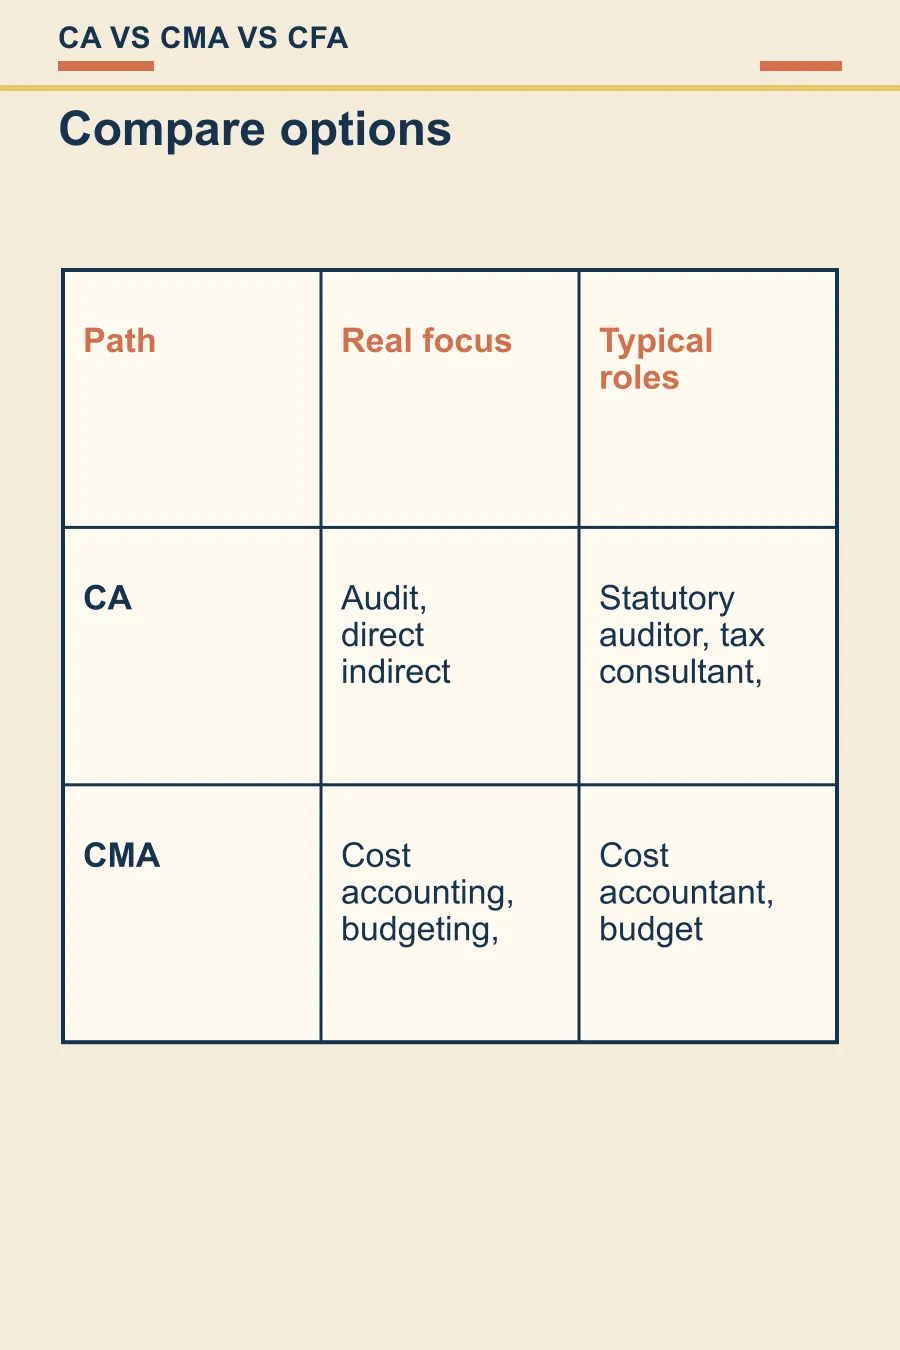 CA VS CMA VS CFA
Compare options
Path
Real focus
Typical
roles
CA
Audit,
direct
indirect
Statutory
auditor, tax
consultant,
CMA
Cost
accounting,
budgeting,
Cost
accountant,
budget